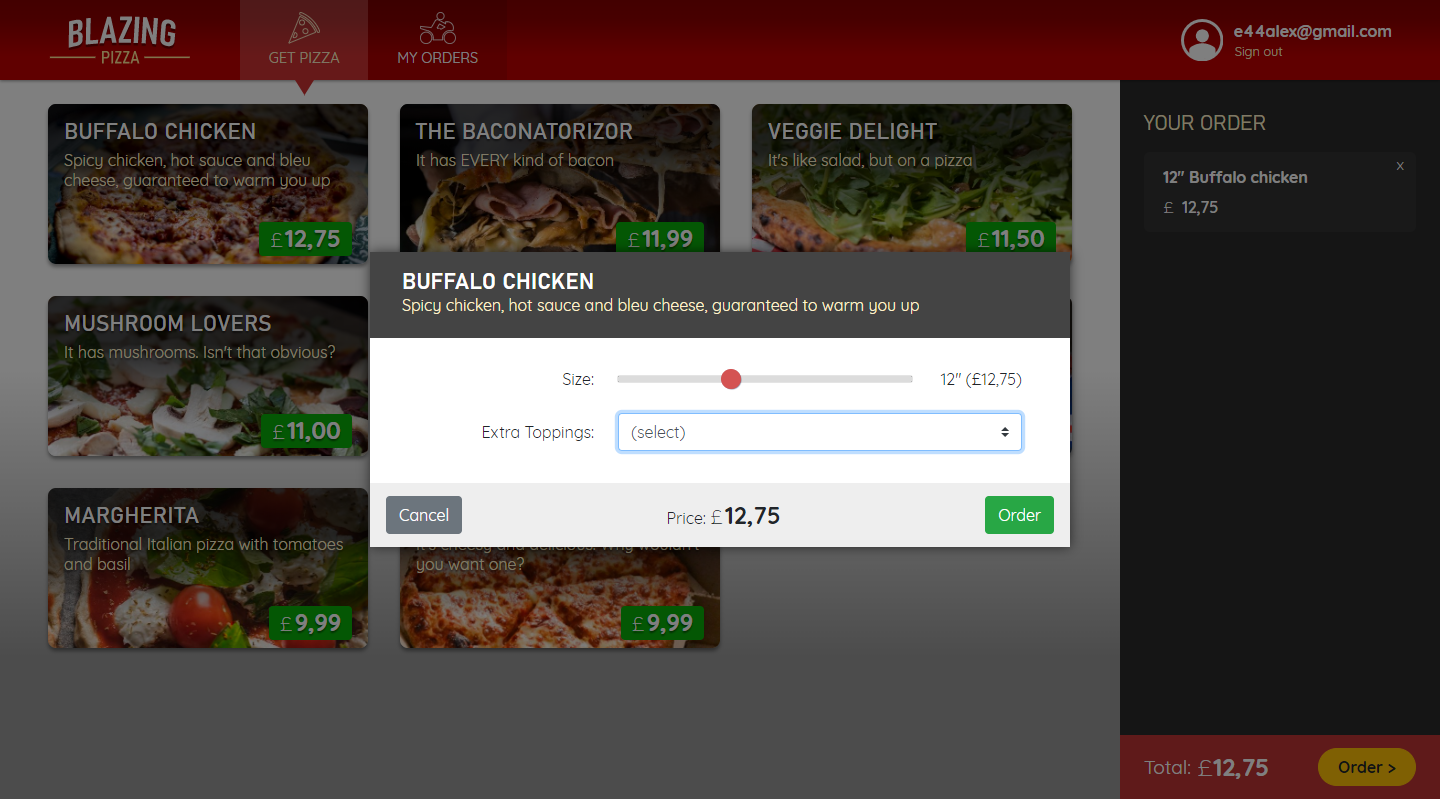 BLAZING
PIZZA
GET PIZZA
MY ORDERS
e44alex@gmail.com
Sign out
BUFFALO CHICKEN
Spicy chicken, hot sauce and bleu
cheese, guaranteed to warm you up
£12,75
THE BACONATORIZOR
It has EVERY kind of bacon
£11,99
VEGGIE DELIGHT
It's like salad, but on a pizza
£11,50
MUSHROOM LOVERS
It has mushrooms. Isn't that obvious?
£11,00
MARGHERITA
Traditional Italian pizza with tomatoes
and basil
£9,99
It's cheesy and delicious. Why wouldn't
you want one?
£9,99
BUFFALO CHICKEN
Spicy chicken, hot sauce and bleu cheese, guaranteed to warm you up
Size:
12" (£12,75)
Extra Toppings:
(select)
Cancel
Price: £12,75
Order
YOUR ORDER
x
12" Buffalo chicken
£ 12,75
Total: £12,75
Order >